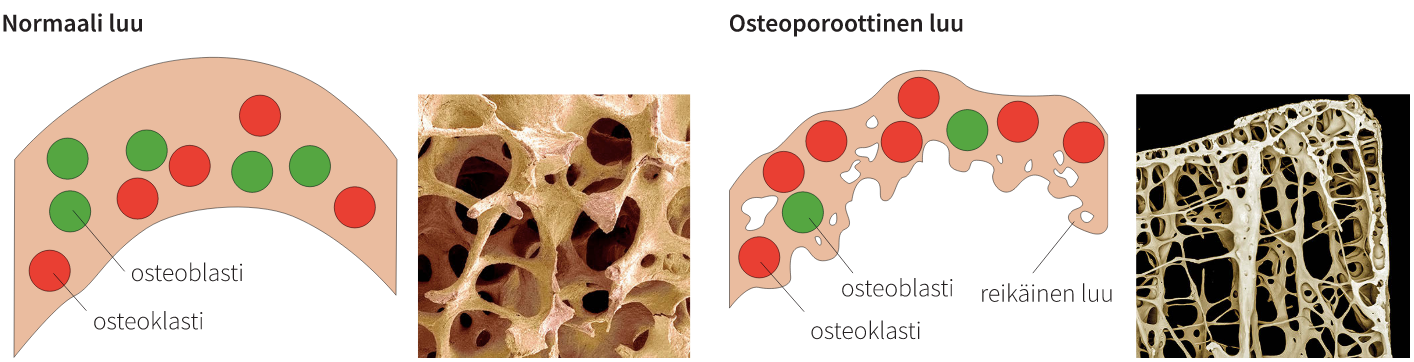 Normaali luu
osteoblasti
osteoklasti
Osteoporoottinen luu
osteoblasti
reikäinen luu
osteoklasti